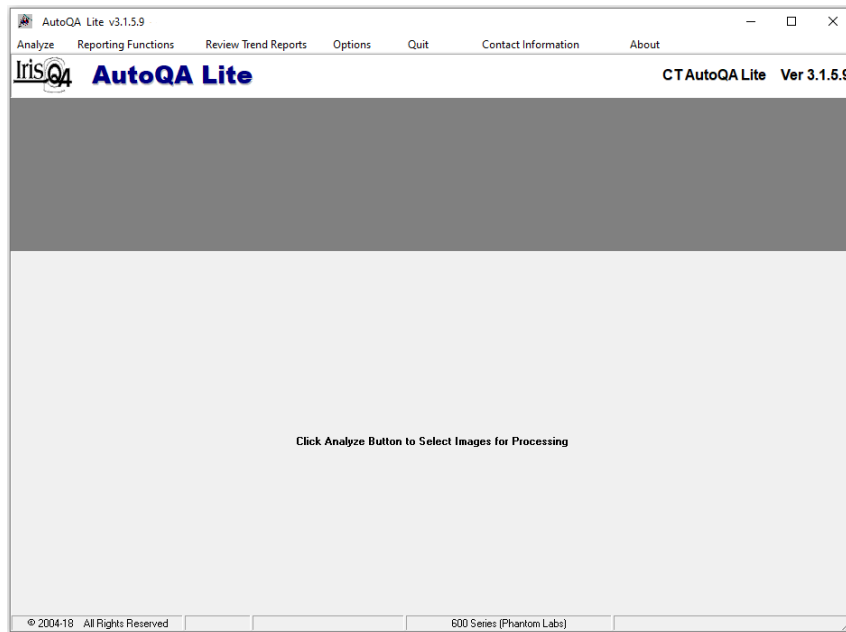 AutoQA Lite v3.1.5.9
Analyze Reporting Functions Review Trend Reports Options Quit Contact Information About
IrisQA AutoQA Lite CT AutoQA Lite Ver 3.1.5.9
Click Analyze Button to Select Images for Processing
© 2004-18 All Rights Reserved 600 Series (Phantom Labs)